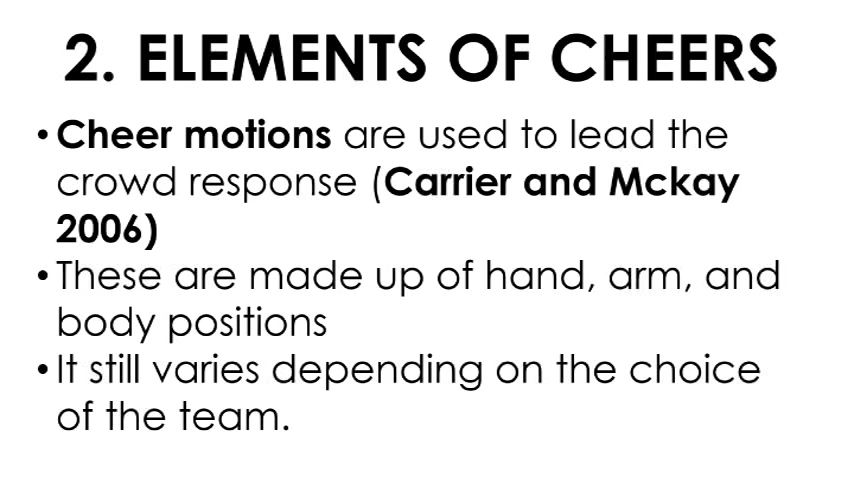 2. ELEMENTS OF CHEERS
• Cheer motions are used to lead the
crowd response (Carrier and Mckay
2006)
• These are made up of hand, arm, and
body positions
• It still varies depending on the choice
of the team.